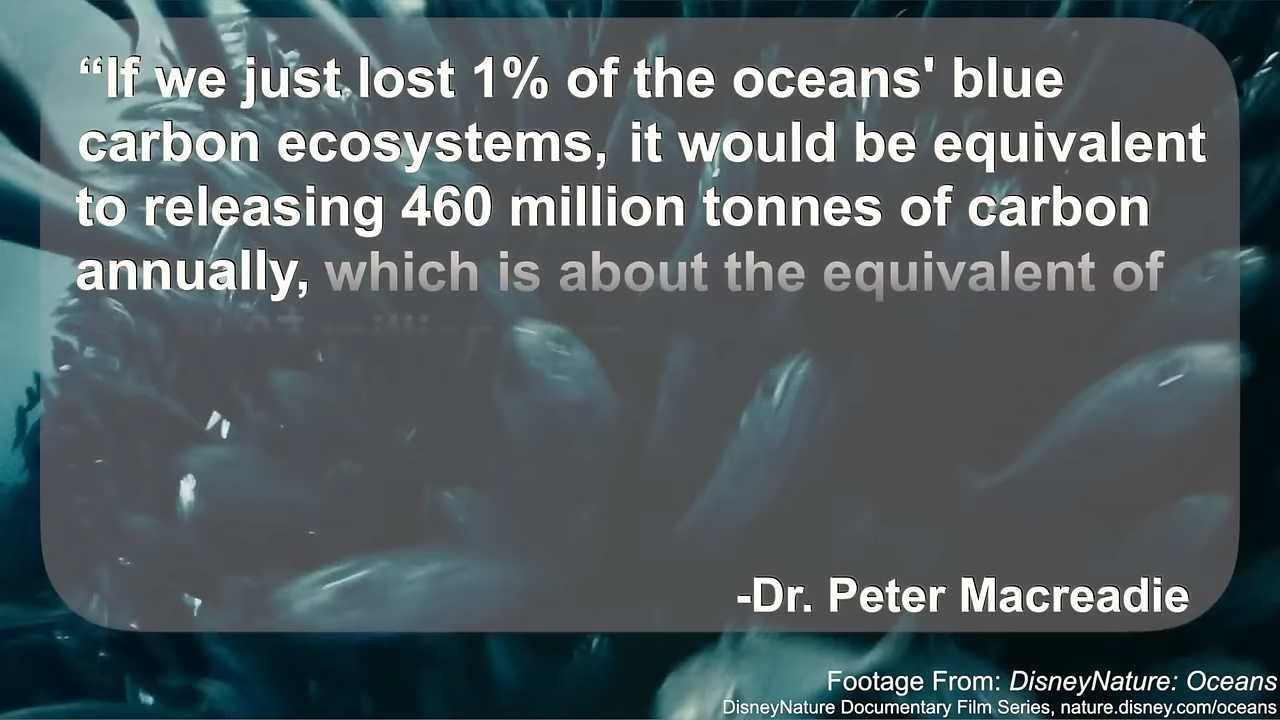 “If we just lost 1% of the oceans' blue
carbon ecosystems, it would be equivalent
to releasing 460 million tonnes of carbon
annually, which is about the equivalent of
-Dr. Peter Macreadie
Footage From: DisneyNature: Oceans
DisneyNature Documentary Film Series, nature.disney.com/oceans